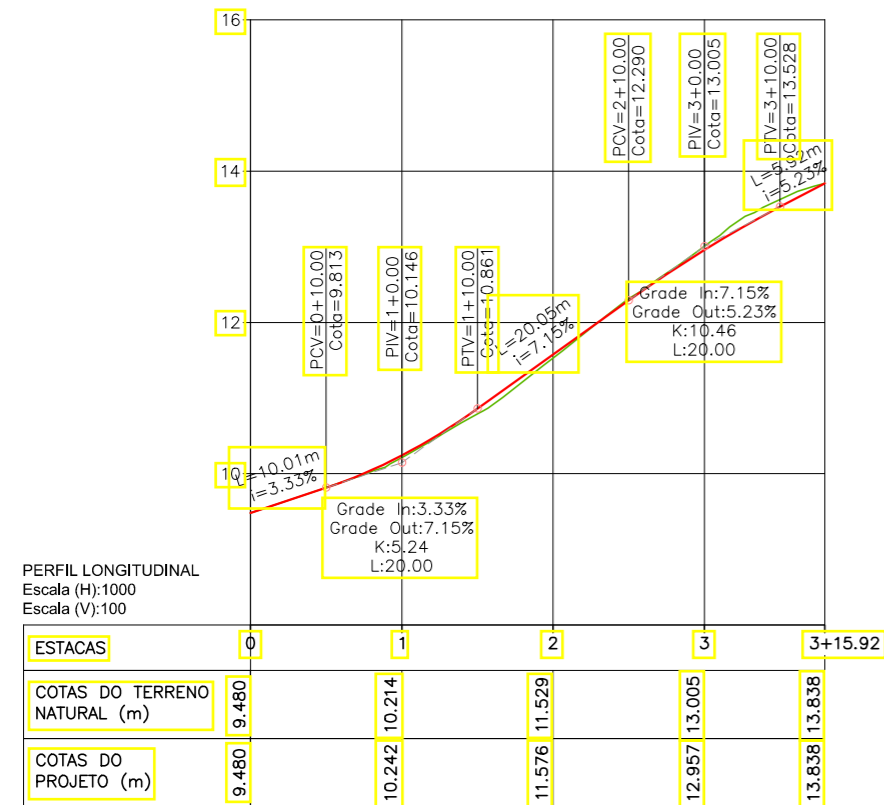 16
14
12
10
PCV=0+10.00
Cota=9.813
PIV=1+0.00
Cota=10.146
PTV=1+10.00
Cota=10.861
PCV=2+10.00
Cota=12.290
PIV=3+0.00
Cota=13.005
PTV=3+10.00
Cota=13.528
L=10.01m
i=3.33%
L=20.05m
i=7.15%
L=5.92m
i=5.23%
Grade In:3.33%
Grade Out:7.15%
K:5.24
L:20.00
Grade In:7.15%
Grade Out:5.23%
K:10.46
L:20.00
PERFIL LONGITUDINAL
Escala (H):1000
Escala (V):100
ESTACAS 0 1 2 3 3+15.92
COTAS DO TERRENO
NATURAL (m) 9.480 10.214 11.529 13.005 13.838
COTAS DO
PROJETO (m) 9.480 10.242 11.576 12.957 13.838